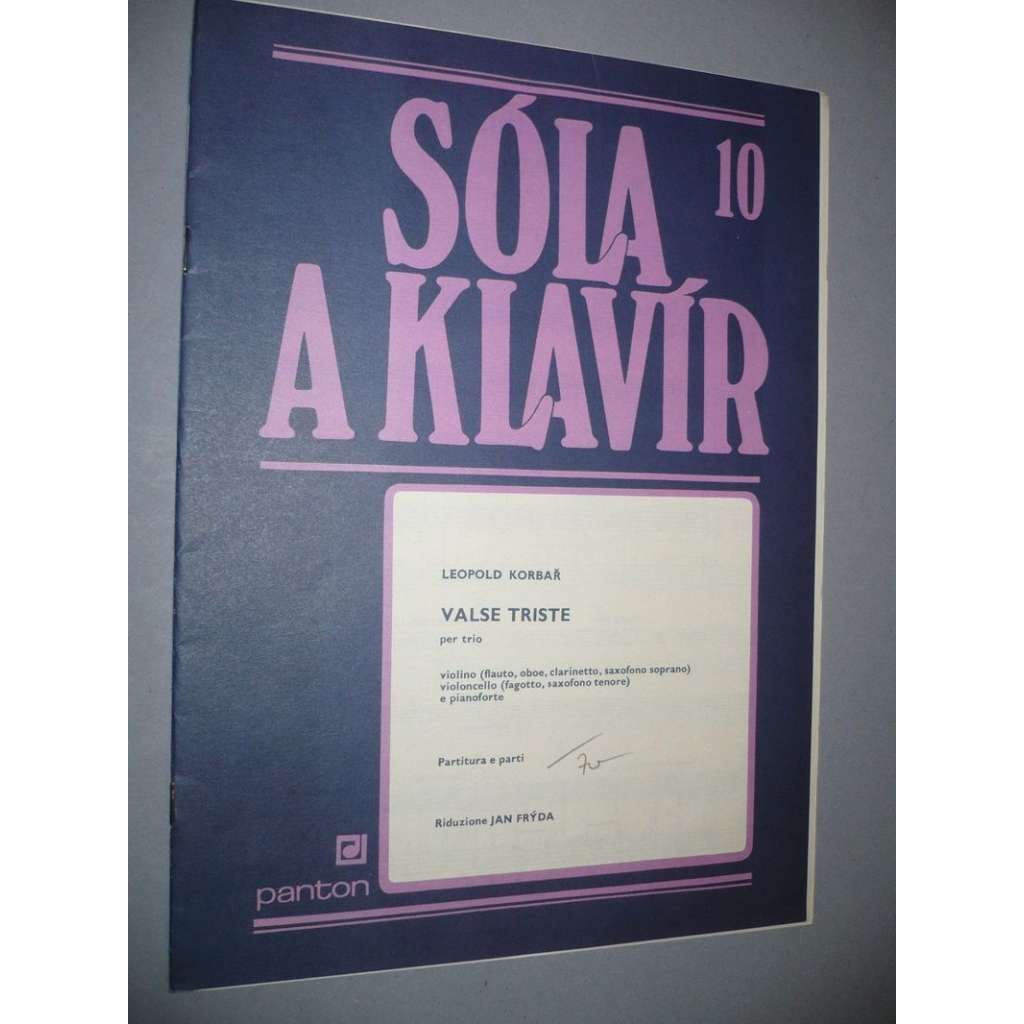 SÓLA 10
A KLAVÍR
LEOPOLD KORBAŘ
VALSE TRISTE
per trio
violino (flauto, oboe, clarinetto, saxofono soprano)
violoncello (fagotto, saxofono tenore)
e pianoforte
Partitura e parti
Riduzione JAN FRÝDA
panton